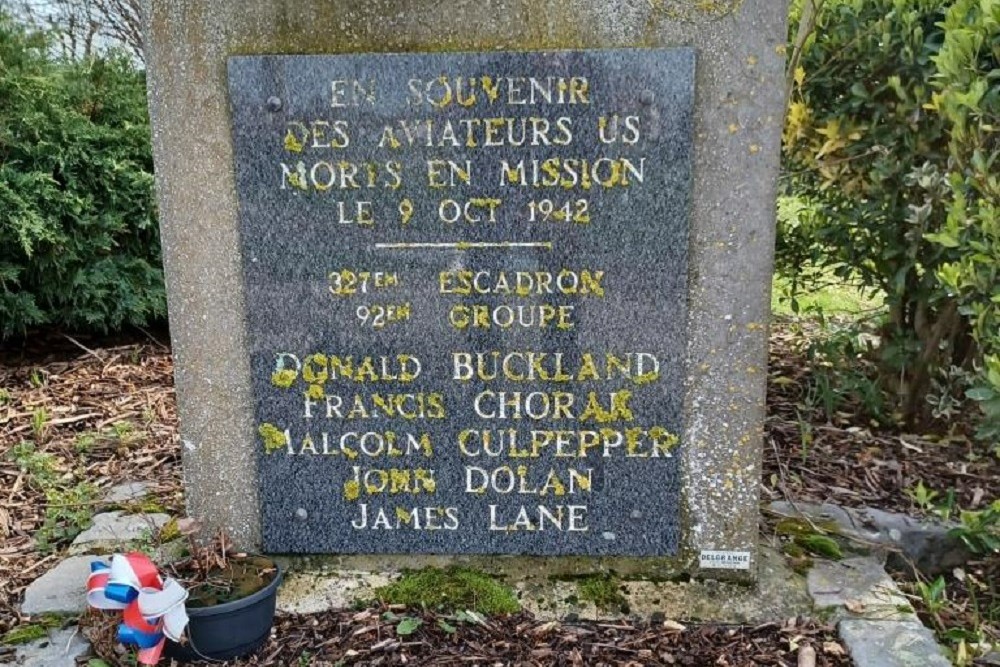 EN SOUVENIR
DES AVIATEURS US
MORTS EN MISSION
LE 9 OCT 1942
327EM ESCADRON
92EM GROUPE
DONALD BUCKLAND
FRANCIS CHORAK
MALCOLM CULPEPPER
JOHN DOLAN
JAMES LANE